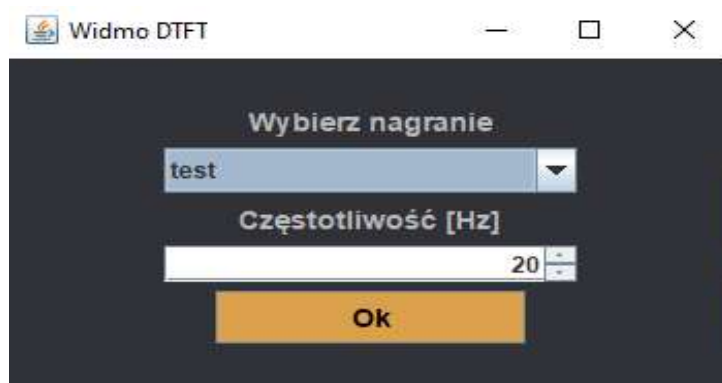 Widmo DTFT
Wybierz nagranie
test
Częstotliwość [Hz]
20
Ok